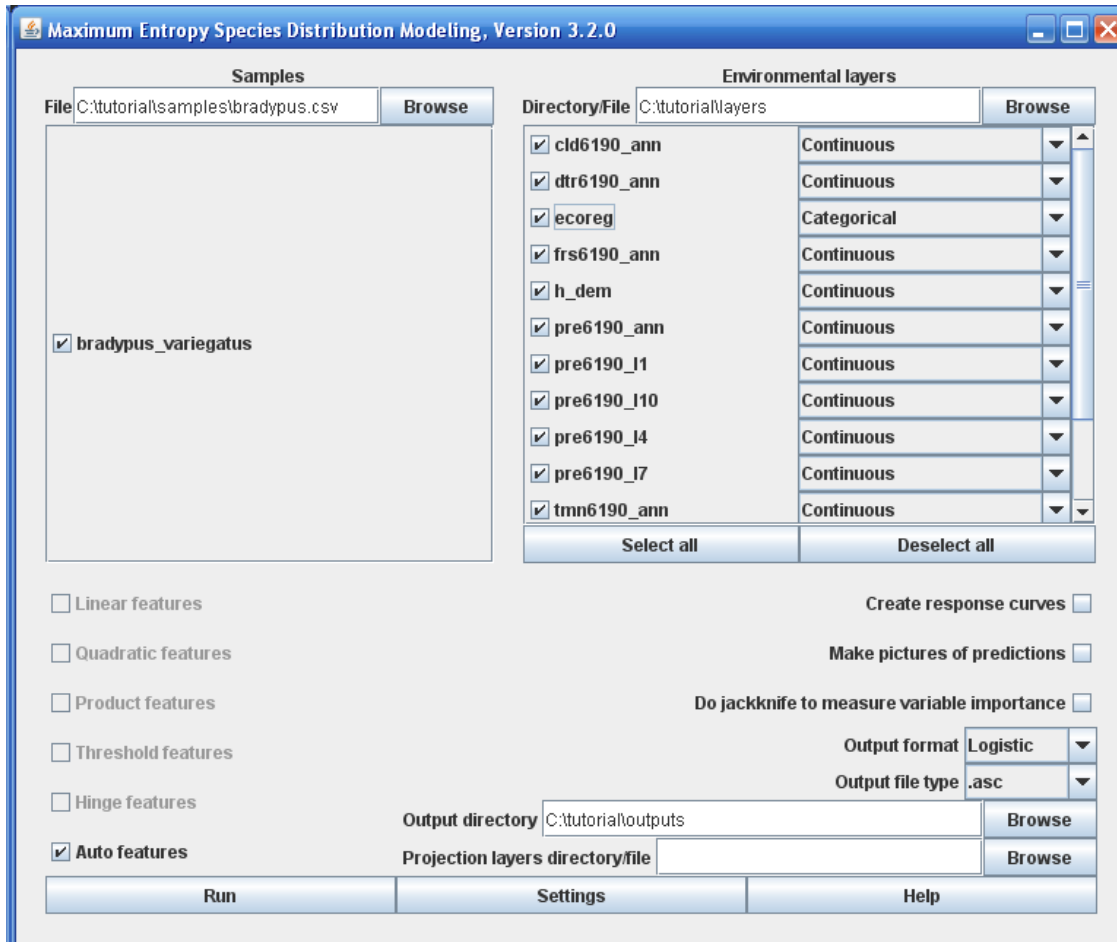 Maximum Entropy Species Distribution Modeling, Version 3.2.0
Samples
File C:\tutorial\samples\bradypus.csv Browse
bradypus_variegatus
Environmental layers
Directory/File C:\tutorial\layers Browse
cld6190_ann Continuous
dtr6190_ann Continuous
ecoreg Categorical
frs6190_ann Continuous
h_dem Continuous
pre6190_ann Continuous
pre6190_l1 Continuous
pre6190_l10 Continuous
pre6190_l4 Continuous
pre6190_l7 Continuous
tmn6190_ann Continuous
Select all Deselect all
Linear features
Quadratic features
Product features
Threshold features
Hinge features
Auto features
Create response curves
Make pictures of predictions
Do jackknife to measure variable importance
Output format Logistic
Output file type .asc
Output directory C:\tutorial\outputs Browse
Projection layers directory/file Browse
Run Settings Help